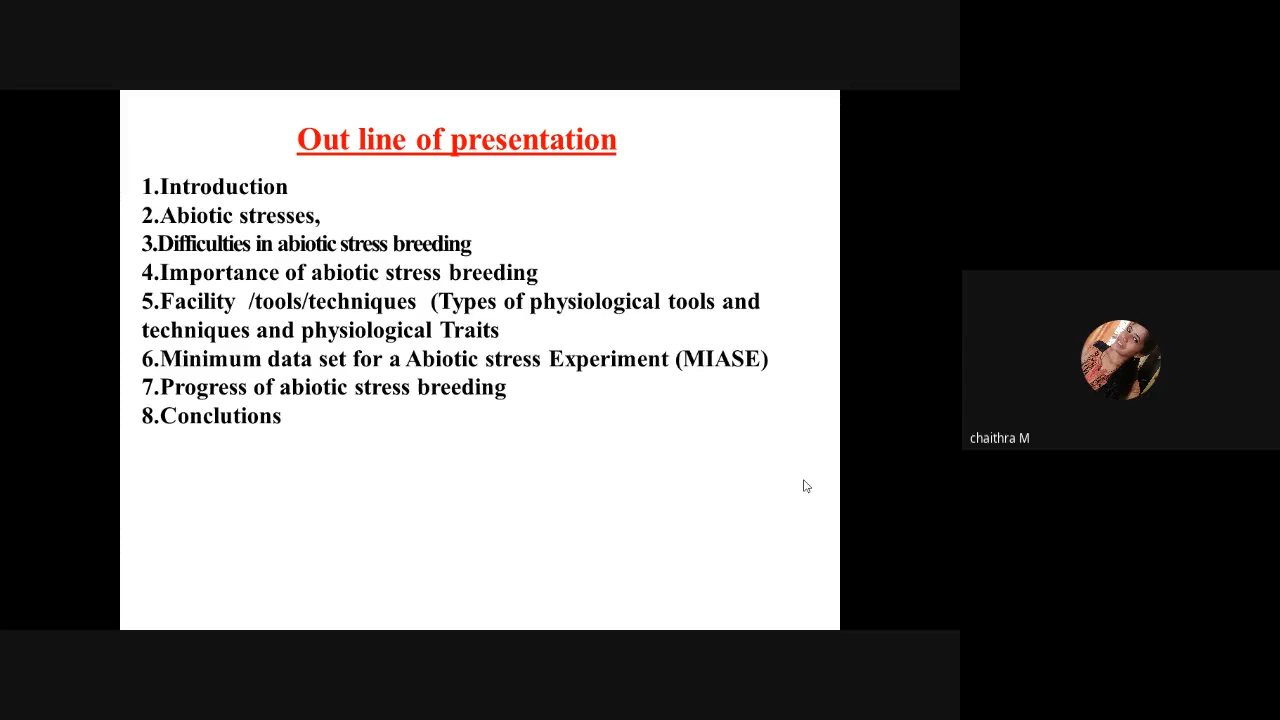 Out line of presentation
1.Introduction
2.Abiotic stresses,
3.Difficulties in abiotic stress breeding
4.Importance of abiotic stress breeding
5.Facility /tools/techniques (Types of physiological tools and
techniques and physiological Traits
6.Minimum data set for a Abiotic stress Experiment (MIASE)
7.Progress of abiotic stress breeding
8.Conclutions
chaithra M